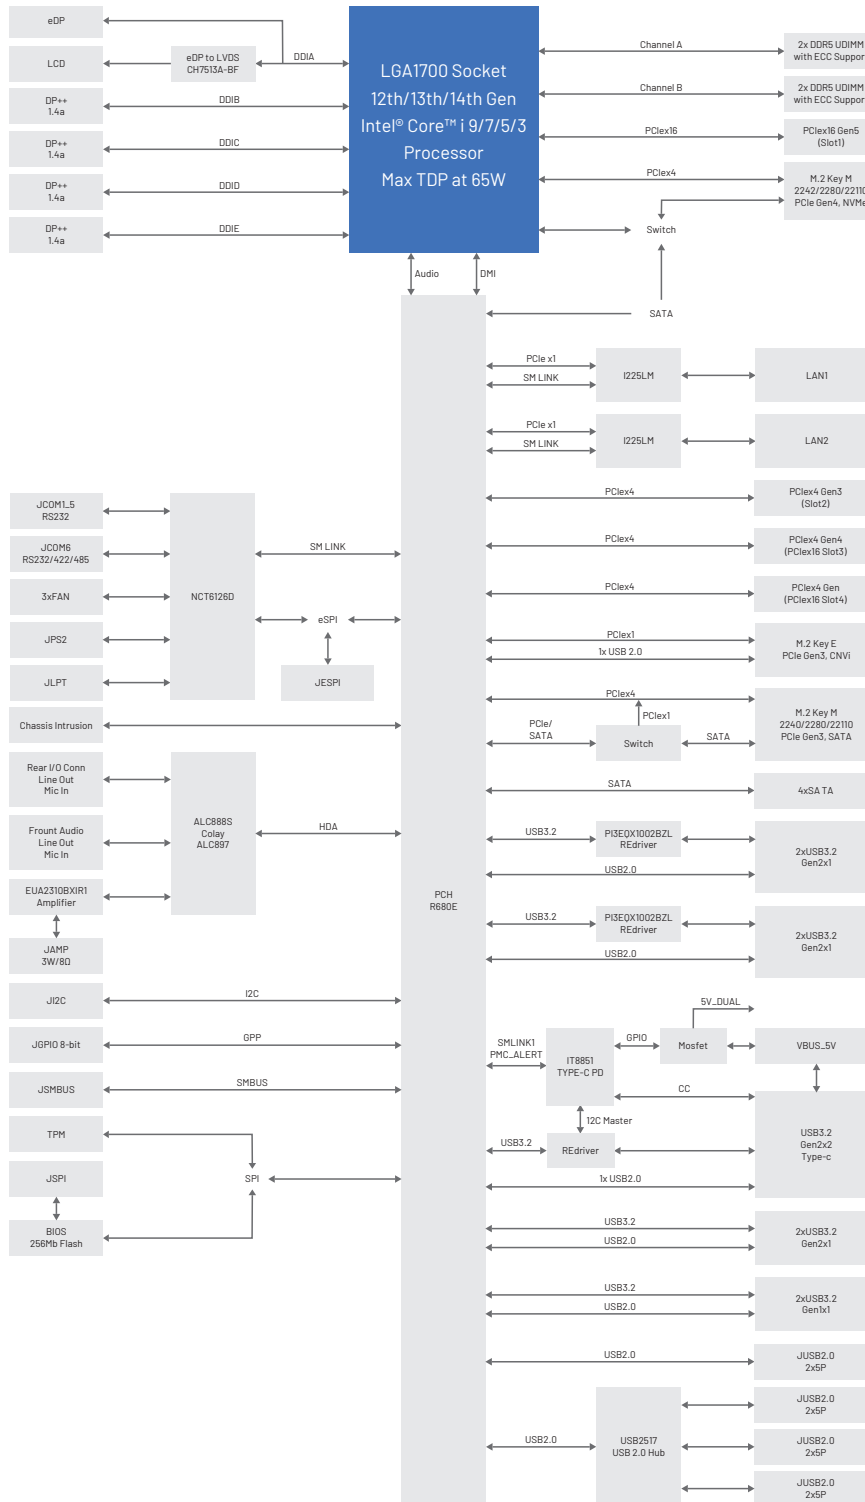 eDP
LCD
eDP to LVDS
CH7513A-BF
DDIA
DP++
1.4a
DDIB
DP++
1.4a
DDIC
DP++
1.4a
DDID
DP++
1.4a
DDIE
LGA1700 Socket
12th/13th/14th Gen
Intel® Core™ i 9/7/5/3
Processor
Max TDP at 65W
Channel A
2x DDR5 UDIMM
with ECC Support
Channel B
2x DDR5 UDIMM
with ECC Support
PCIex16
PCIex16 Gen5
(Slot1)
PCIex4
M.2 Key M
2242/2280/22110
PCIe Gen4, NVMe
Switch
Audio
DMI
SATA
PCIe x1
SM LINK
I225LM
LAN1
PCIe x1
SM LINK
I225LM
LAN2
PCIex4
PCIex4 Gen3
(Slot2)
PCIex4
PCIex4 Gen4
(PCIex16 Slot3)
PCIex4
PCIex4 Gen
(PCIex16 Slot4)
PCIex1
1x USB 2.0
M.2 Key E
PCIe Gen3, CNVi
PCIex4
PCIex1
PCIe/
SATA
Switch
SATA
M.2 Key M
2240/2280/22110
PCIe Gen3, SATA
SATA
4xSA TA
JCOM1_5
RS232
JCOM6
RS232/422/485
3xFAN
JPS2
JLPT
NCT6126D
SM LINK
eSPI
JESPI
Chassis Intrusion
Rear I/O Conn
Line Out
Mic In
Frount Audio
Line Out
Mic In
EUA2310BXIR1
Amplifier
JAMP
3W/8Ω
ALC888S
Colay
ALC897
HDA
PCH
R680E
USB3.2
PI3EQX1002BZL
REdriver
USB2.0
2xUSB3.2
Gen2x1
USB3.2
PI3EQX1002BZL
REdriver
USB2.0
2xUSB3.2
Gen2x1
JI2C
I2C
JGPIO 8-bit
GPP
JSMBUS
SMBUS
TPM
JSPI
BIOS
256Mb Flash
SPI
5V_DUAL
SMLINK1
PMC_ALERT
IT8851
TYPE-C PD
GPIO
Mosfet
VBUS_5V
CC
12C Master
USB3.2
REdriver
1x USB2.0
USB3.2
Gen2x2
Type-c
USB3.2
USB2.0
2xUSB3.2
Gen2x1
USB3.2
USB2.0
2xUSB3.2
Gen1x1
USB2.0
JUSB2.0
2x5P
USB2.0
USB2517
USB 2.0 Hub
JUSB2.0
2x5P
JUSB2.0
2x5P
JUSB2.0
2x5P